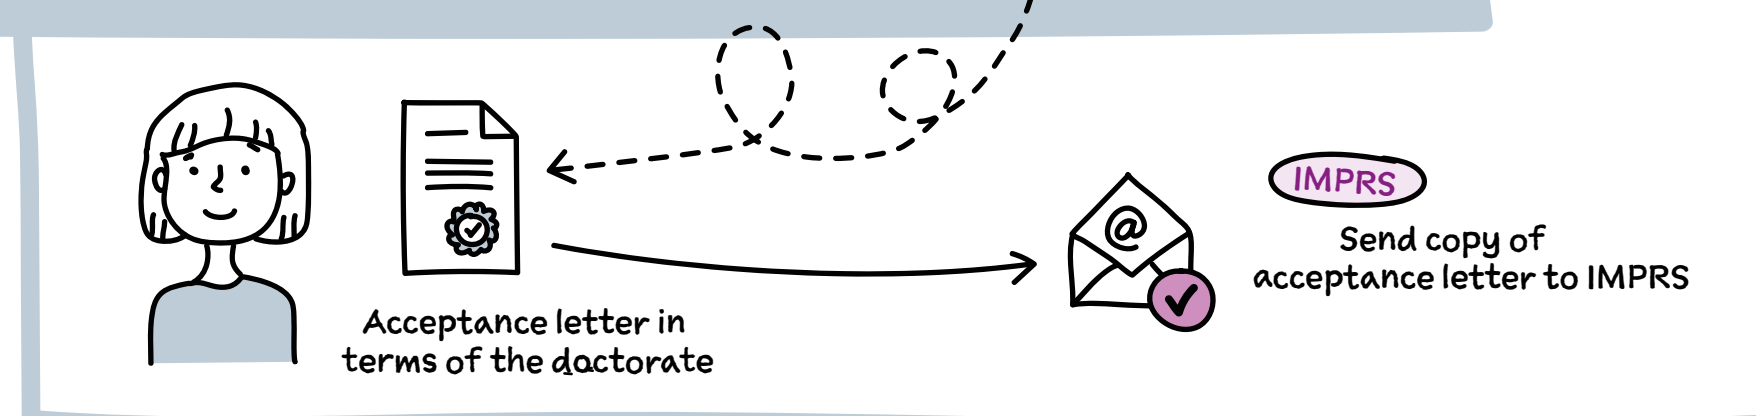 IMPRS
Send copy of
acceptance letter to IMPRS
@
Acceptance letter in
terms of the doctorate